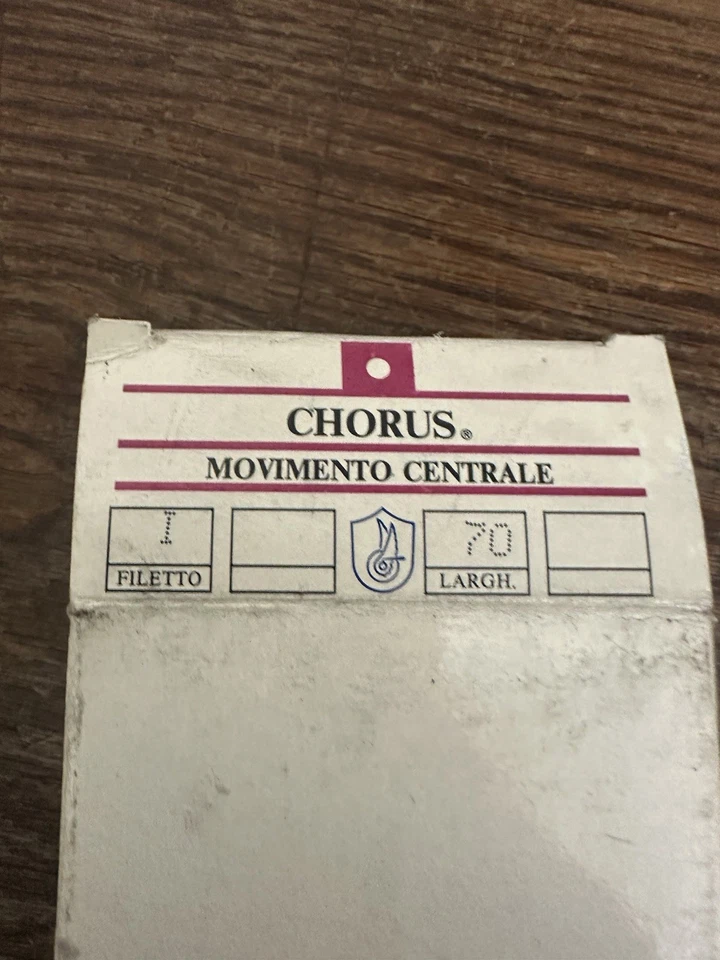 CHORUS®
MOVIMENTO CENTRALE
I 70
FILETTO LARGH.